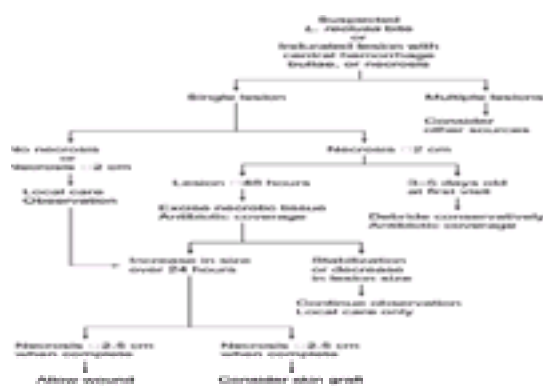 Suspected
L. reclusa bite
or
Indurated lesion with
central hemorrhage
bullae, or necrosis
Single lesion
Multiple lesions
Consider
other sources
No necrosis
or
Necrosis 2 cm
Necrosis 2 cm
Local care
Observation
Lesion 48 hours
3-5 days old
at first visit
Excise necrotic tissue
Antibiotic coverage
Debride conservatively
Antibiotic coverage
Increase in size
over 24 hours
Stabilization
or decrease
in lesion size
Continue observation
Local care only
Necrosis 2.5 cm
when complete
Necrosis 2.5 cm
when complete
Allow wound
Consider skin graft